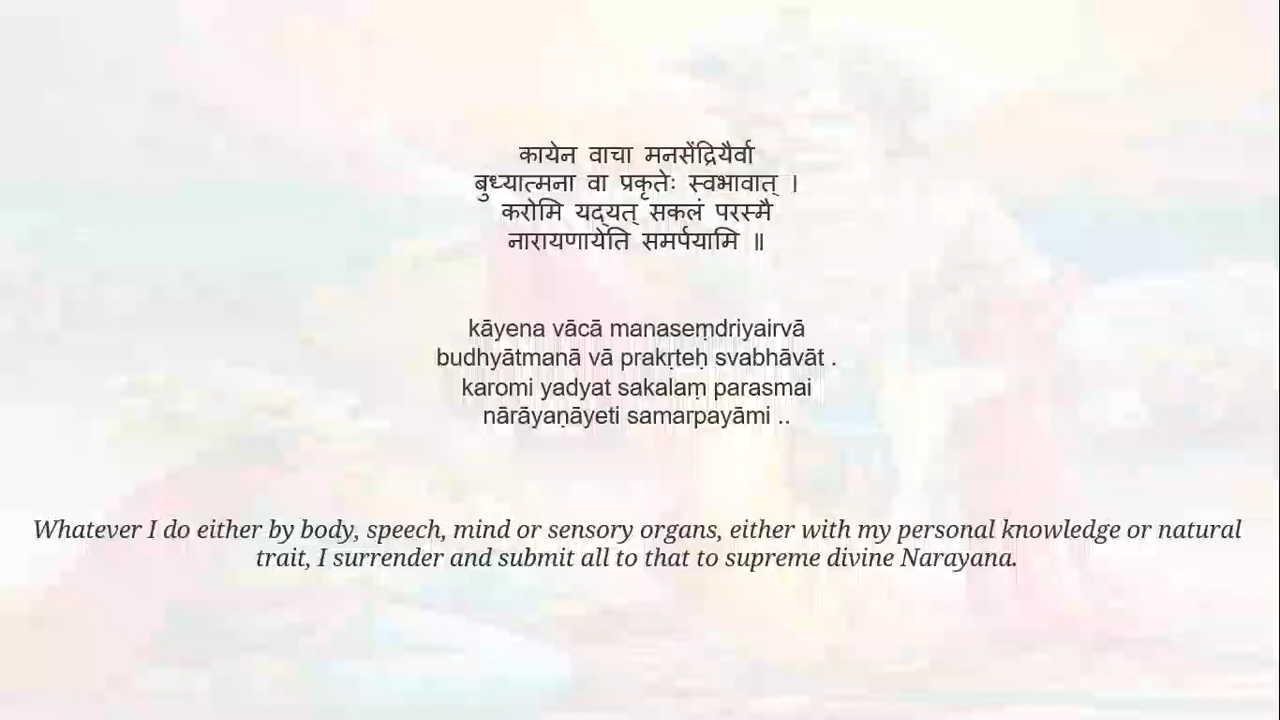 कायेन वाचा मनसेंद्रियैर्वा
बुध्यात्मना वा प्रकृतेः स्वभावात् ।
करोमि यद्यत् सकलं परस्मै
नारायणायेति समर्पयामि ॥
kāyena vācā manaseṃdriyairvā
budhyātmanā vā prakṛteḥ svabhāvāt .
karomi yadyat sakalaṃ parasmai
nārāyaṇāyeti samarpayāmi ..
Whatever I do either by body, speech, mind or sensory organs, either with my personal knowledge or natural
trait, I surrender and submit all to that to supreme divine Narayana.